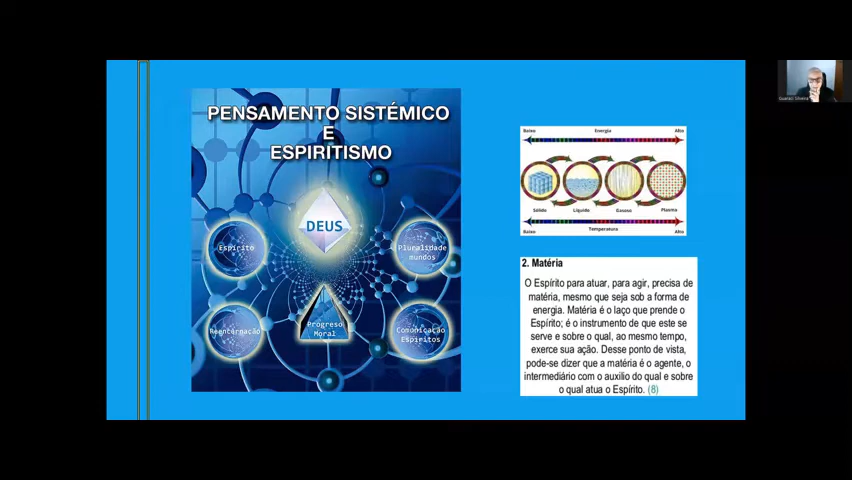 PENSAMENTO SISTÉMICO
E
ESPIRITISMO
DEUS
Espírito
Pluralidade
mundos
Reencarnação
Progreso
Moral
Comunicação
Espíritos
Baixo Energia Alto
Sólido Líquido Gasoso Plasma
Baixo Temperatura Alto
2. Matéria
O Espírito para atuar, para agir, precisa de
matéria, mesmo que seja sob a forma de
energia. Matéria é o laço que prende o
Espírito; é o instrumento de que este se
serve e sobre o qual, ao mesmo tempo,
exerce sua ação. Desse ponto de vista,
pode-se dizer que a matéria é o agente, o
intermediário com o auxilio do qual e sobre
o qual atua o Espírito. (8)